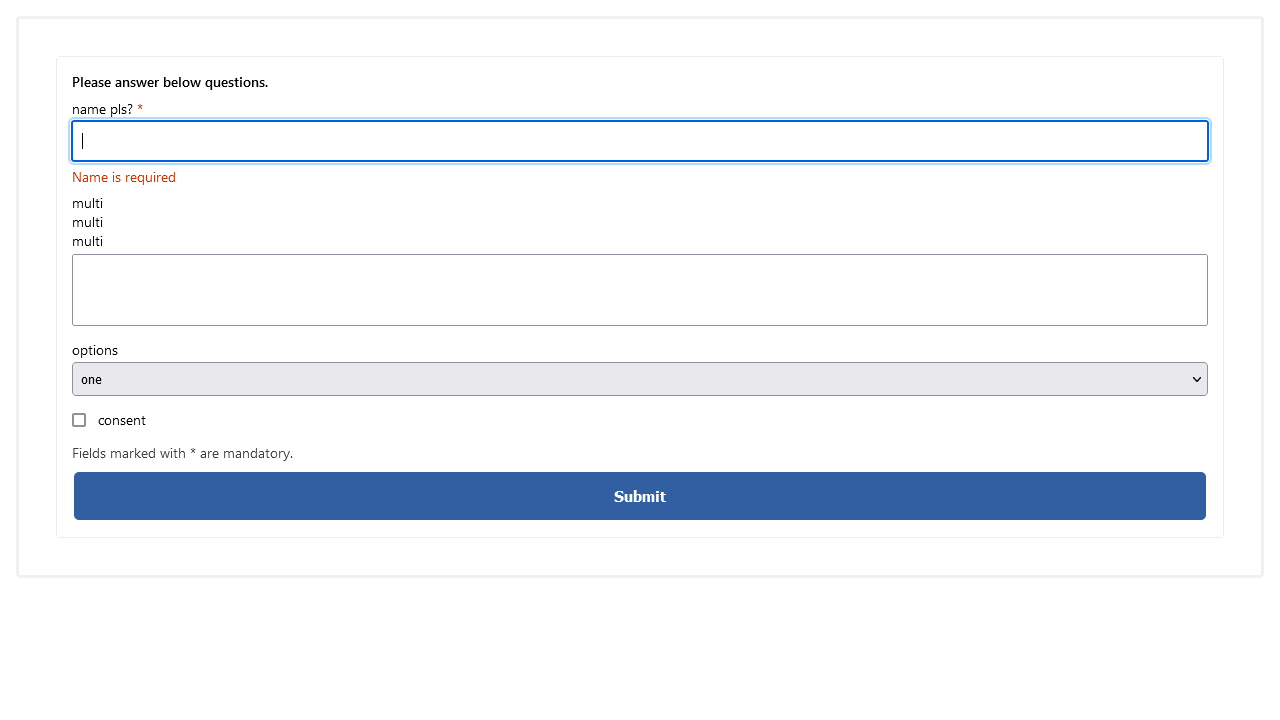 Please answer below questions.
name pls? *
Name is required
multi
multi
multi
options
one
consent
Fields marked with * are mandatory.
Submit